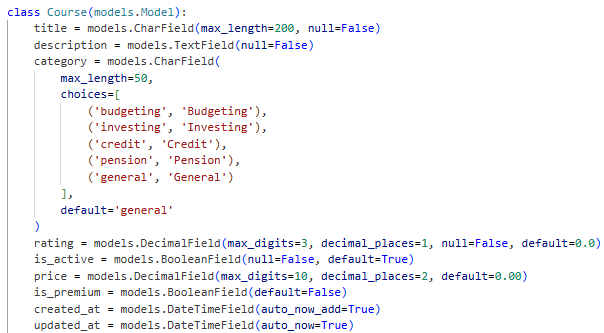 class Course(models.Model):
    title = models.CharField(max_length=200, null=False)
    description = models.TextField(null=False)
    category = models.CharField(
        max_length=50,
        choices=[
            ('budgeting', 'Budgeting'),
            ('investing', 'Investing'),
            ('credit', 'Credit'),
            ('pension', 'Pension'),
            ('general', 'General')
        ],
        default='general'
    )
    rating = models.DecimalField(max_digits=3, decimal_places=1, null=False, default=0.0)
    is_active = models.BooleanField(null=False, default=True)
    price = models.DecimalField(max_digits=10, decimal_places=2, default=0.00)
    is_premium = models.BooleanField(default=False)
    created_at = models.DateTimeField(auto_now_add=True)
    updated_at = models.DateTimeField(auto_now=True)